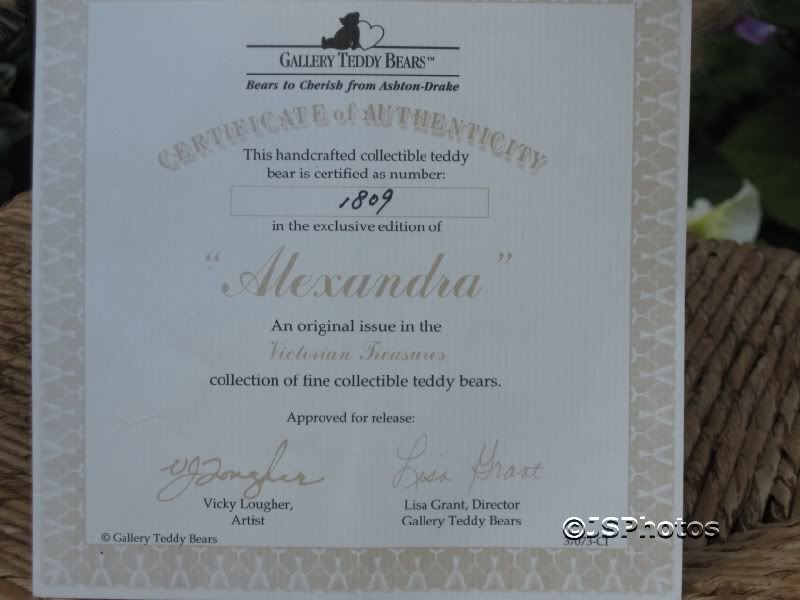 GALLERY TEDDY BEARS™
Bears to Cherish from Ashton-Drake
CERTIFICATE of AUTHENTICITY
This handcrafted collectible teddy
bear is certified as number:
1809
in the exclusive edition of
"Alexandra"
An original issue in the
Victorian Treasures
collection of fine collectible teddy bears.
Approved for release:
VJLougher
Lisa Grant
Vicky Lougher,
Artist
Lisa Grant, Director
Gallery Teddy Bears
© Gallery Teddy Bears
©JSPhotos